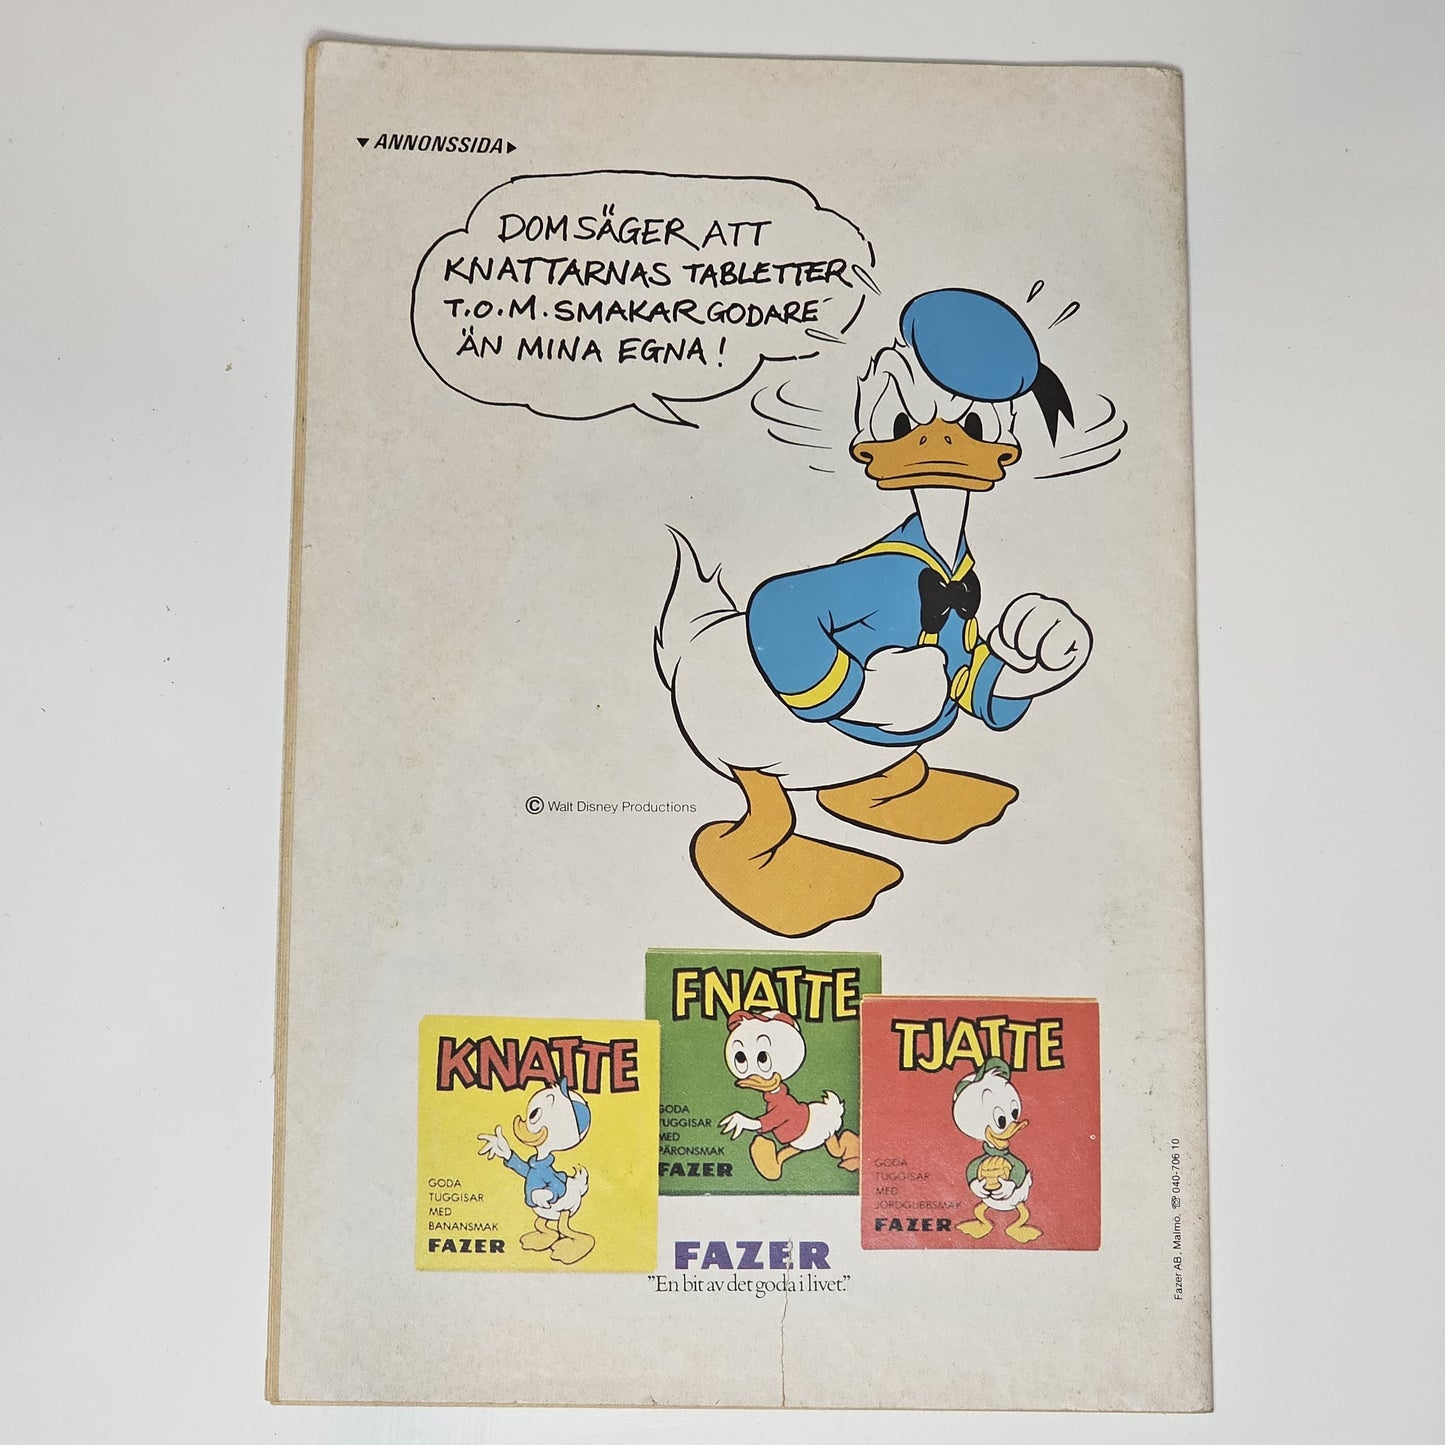 ▼ ANNONSSIDA ▶
DOM SÄGER ATT
KNATTARNAS TABLETTER
T.O.M. SMAKAR GODARE
ÄN MINA EGNA!
© Walt Disney Productions
KNATTE
GODA
TUGGISAR
MED
BANANSMAK
FAZER
FNATTE
GODA
TUGGISAR
MED
PÄRONSMAK
FAZER
TJATTE
GODA
TUGGISAR
MED
JORDGUBBSMAK
FAZER
FAZER
"En bit av det goda i livet."
Fazer AB, Malmö, ☎ 040-706 10